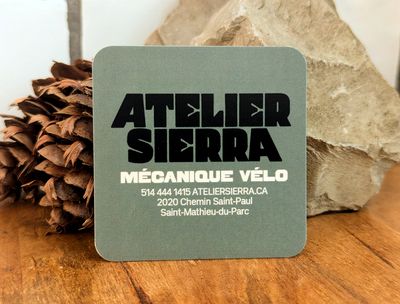 ATELIER
SIERRA
MÉCANIQUE VÉLO
514 444 1415 ATELIERSIERRA.CA
2020 Chemin Saint-Paul
Saint-Mathieu-du-Parc